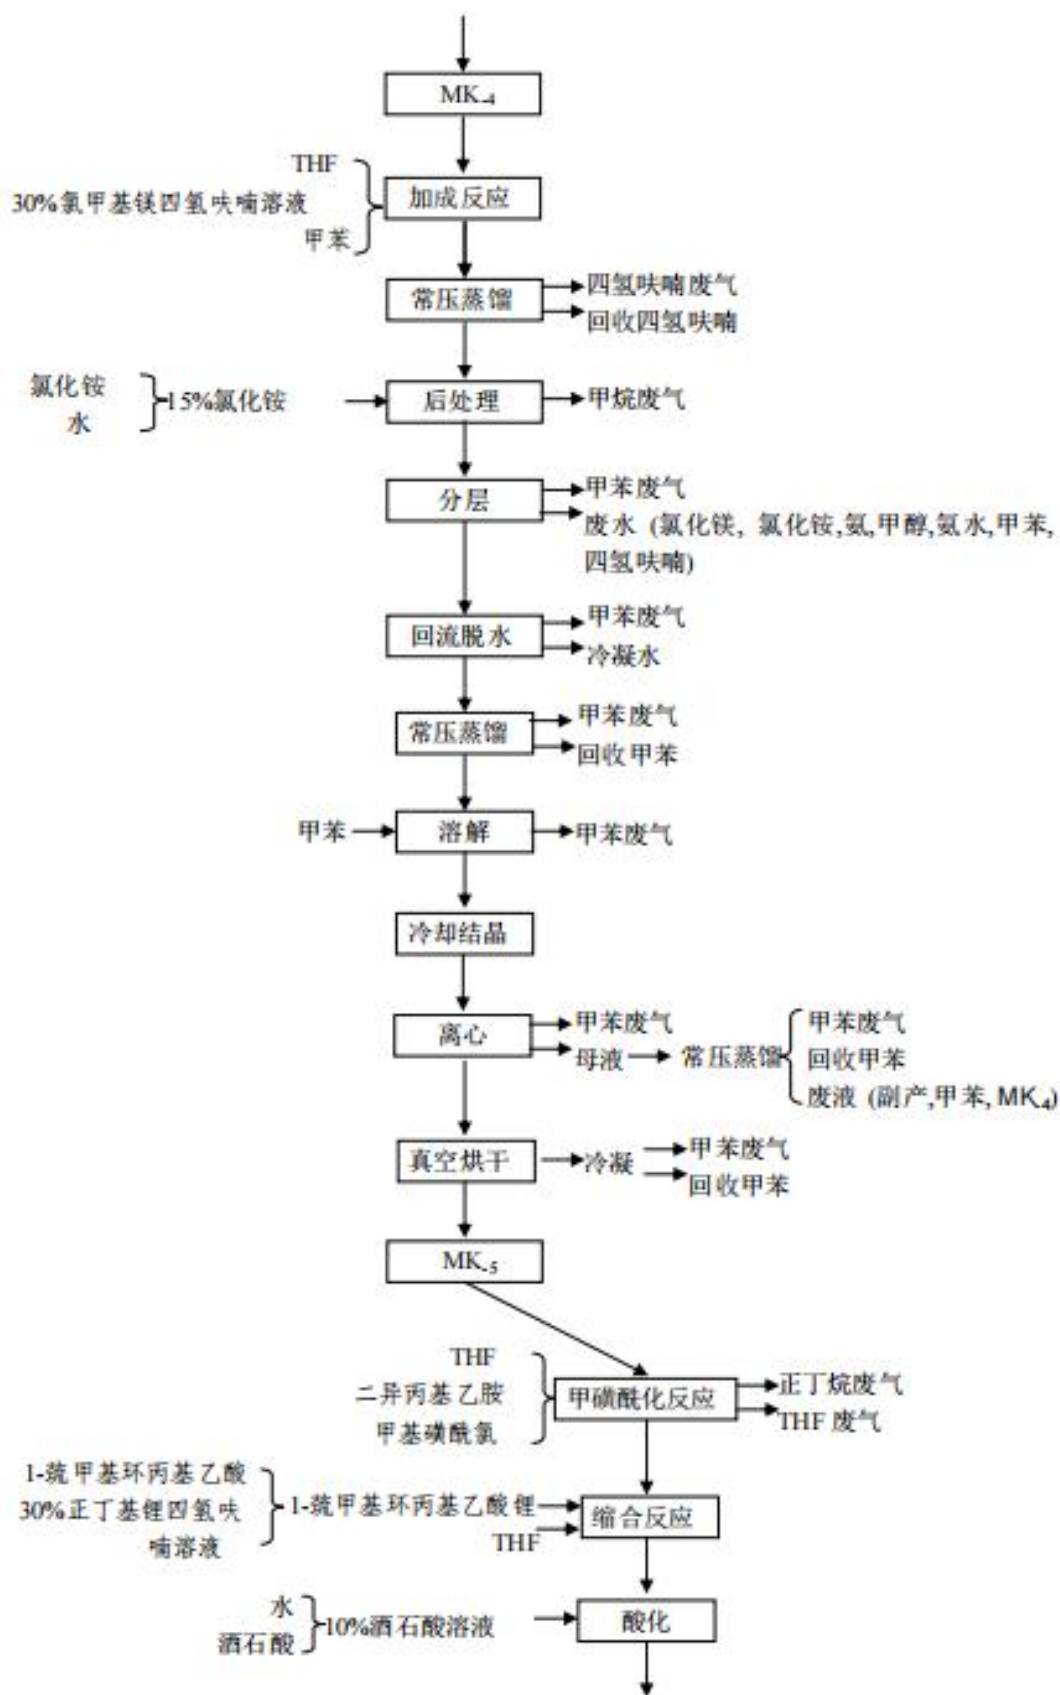 MK-4
THF
30%氯甲基镁四氢呋喃溶液
甲苯
加成反应
常压蒸馏
四氢呋喃废气
回收四氢呋喃
氯化铵
水
15%氯化铵
后处理
甲烷废气
分层
甲苯废气
废水 (氯化镁, 氯化铵,氨,甲醇,氨水,甲苯,
四氢呋喃)
回流脱水
甲苯废气
冷凝水
常压蒸馏
甲苯废气
回收甲苯
甲苯
溶解
甲苯废气
冷却结晶
离心
甲苯废气
母液
常压蒸馏
甲苯废气
回收甲苯
废液 (副产,甲苯, MK-4)
真空烘干
冷凝
甲苯废气
回收甲苯
MK-5
THF
二异丙基乙胺
甲基磺酰氯
甲磺酰化反应
正丁烷废气
THF 废气
1-巯甲基环丙基乙酸
30%正丁基锂四氢呋
喃溶液
1-巯甲基环丙基乙酸锂
THF
缩合反应
水
酒石酸
10%酒石酸溶液
酸化